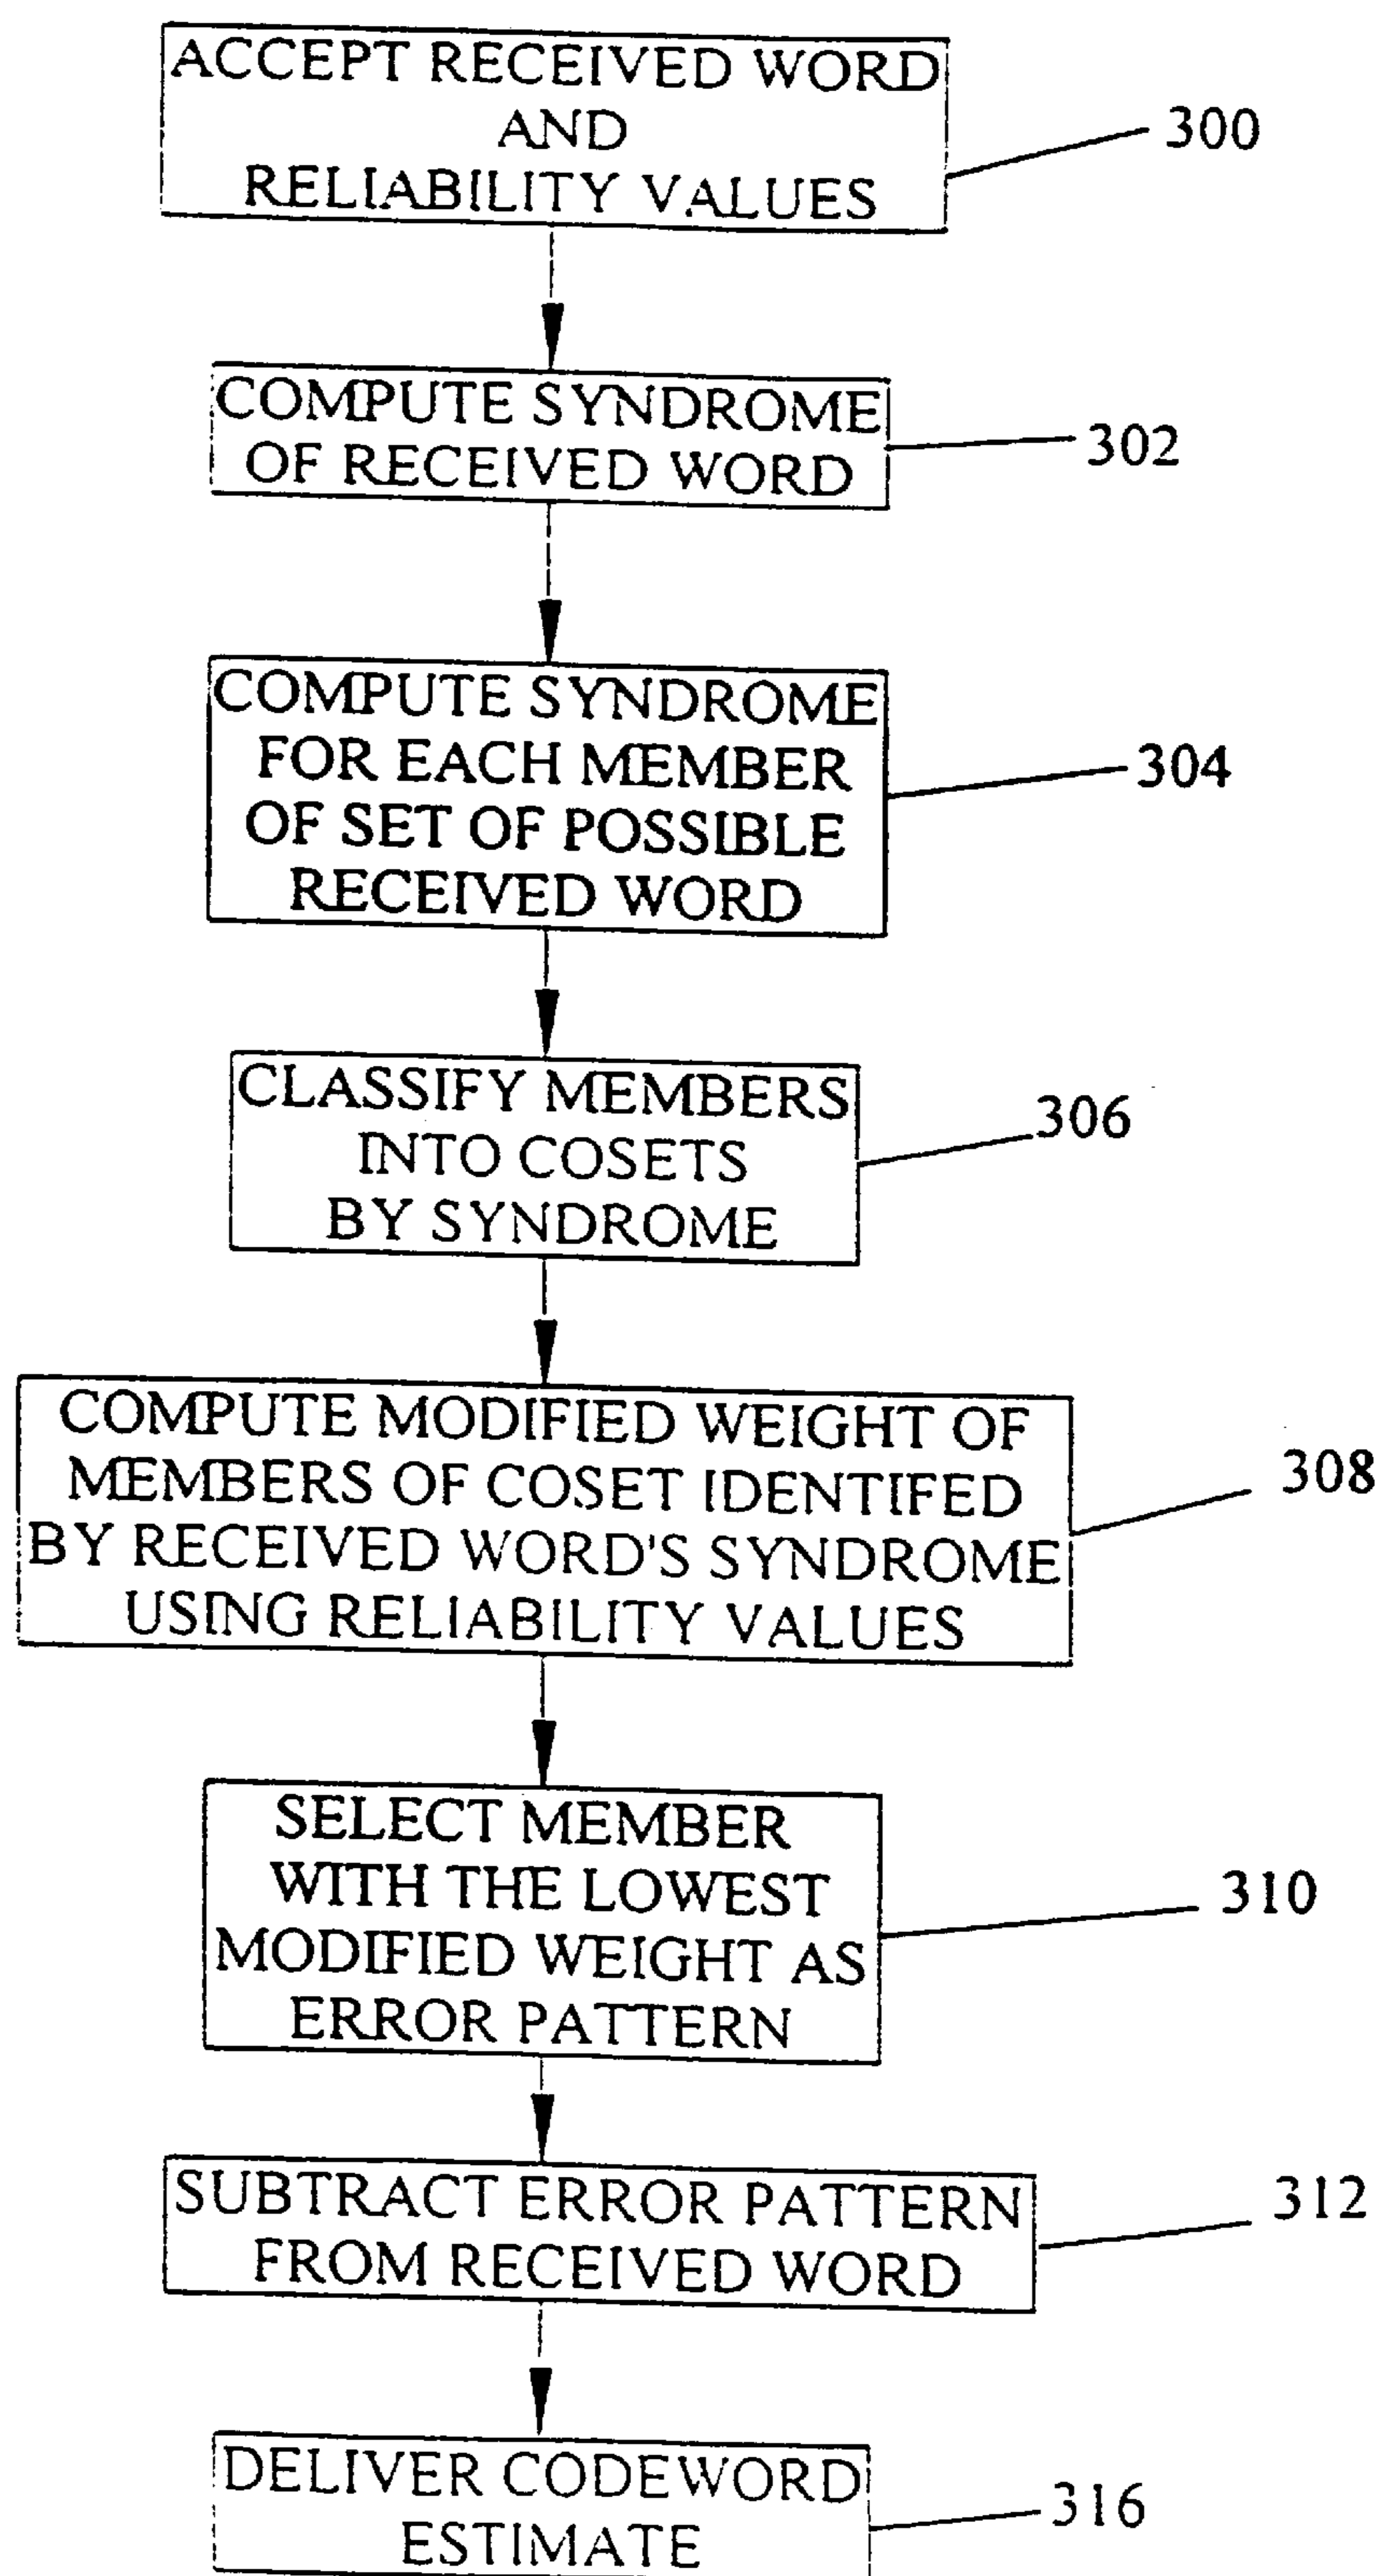 ACCEPT RECEIVED WORD
AND
RELIABILITY VALUES
300
COMPUTE SYNDROME
OF RECEIVED WORD
302
COMPUTE SYNDROME
FOR EACH MEMBER
OF SET OF POSSIBLE
RECEIVED WORD
304
CLASSIFY MEMBERS
INTO COSETS
BY SYNDROME
306
COMPUTE MODIFIED WEIGHT OF
MEMBERS OF COSET IDENTIFED
BY RECEIVED WORD'S SYNDROME
USING RELIABILITY VALUES
308
SELECT MEMBER
WITH THE LOWEST
MODIFIED WEIGHT AS
ERROR PATTERN
310
SUBTRACT ERROR PATTERN
FROM RECEIVED WORD
312
DELIVER CODEWORD
ESTIMATE
316